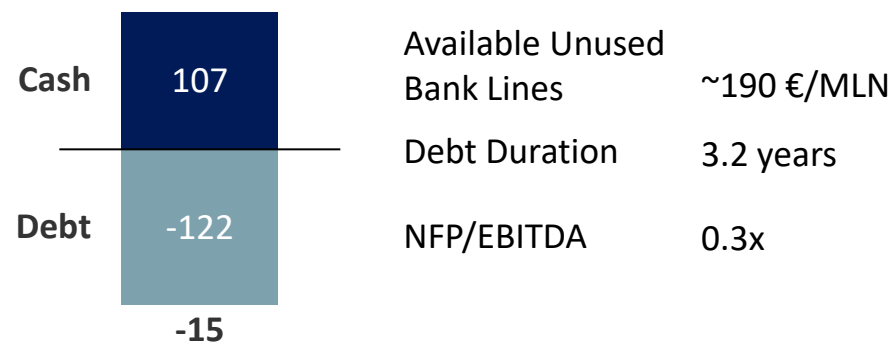 Cash
107
Debt
-122
-15
Available Unused
Bank Lines
~190 €/MLN
Debt Duration
3.2 years
NFP/EBITDA
0.3x